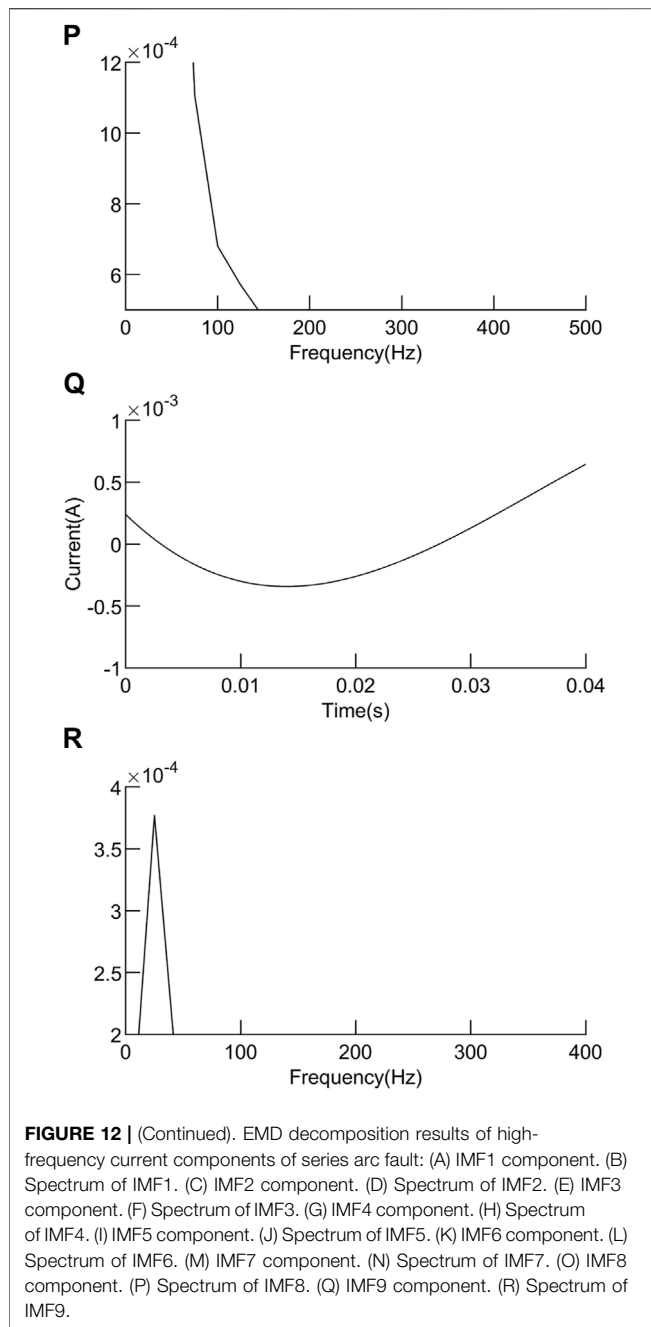 P
×10-4
12
10
8
6
0 100 200 300 400 500
Frequency(Hz)
Q
×10-3
1
0.5
0
-0.5
-1
Current(A)
0 0.01 0.02 0.03 0.04
Time(s)
R
×10-4
4
3.5
3
2.5
2
0 100 200 300 400
Frequency(Hz)
FIGURE 12 | (Continued). EMD decomposition results of high-
frequency current components of series arc fault: (A) IMF1 component. (B)
Spectrum of IMF1. (C) IMF2 component. (D) Spectrum of IMF2. (E) IMF3
component. (F) Spectrum of IMF3. (G) IMF4 component. (H) Spectrum
of IMF4. (I) IMF5 component. (J) Spectrum of IMF5. (K) IMF6 component. (L)
Spectrum of IMF6. (M) IMF7 component. (N) Spectrum of IMF7. (O) IMF8
component. (P) Spectrum of IMF8. (Q) IMF9 component. (R) Spectrum of
IMF9.